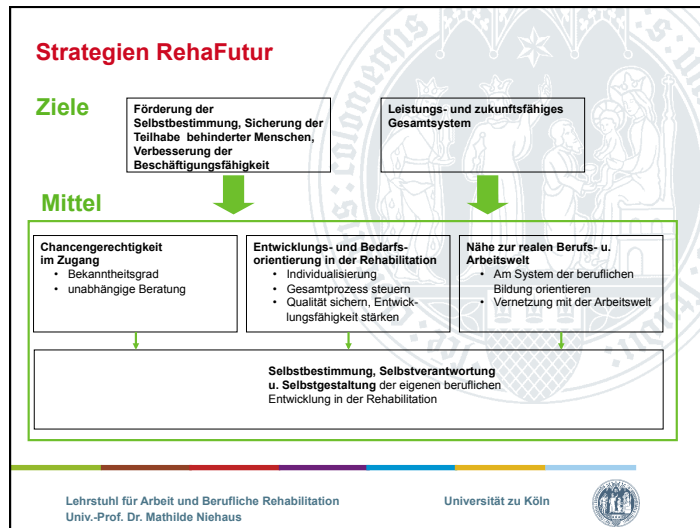 Strategien RehaFutur
Ziele
Förderung der
Selbstbestimmung, Sicherung der
Teilhabe behinderter Menschen,
Verbesserung der
Beschäftigungsfähigkeit
Leistungs- und zukunftsfähiges
Gesamtsystem
Mittel
Chancengerechtigkeit
im Zugang
• Bekanntheitsgrad
• unabhängige Beratung
Entwicklungs- und Bedarfs-
orientierung in der Rehabilitation
• Individualisierung
• Gesamtprozess steuern
• Qualität sichern, Entwick-
lungsfähigkeit stärken
Nähe zur realen Berufs- u.
Arbeitswelt
• Am System der beruflichen
Bildung orientieren
• Vernetzung mit der Arbeitswelt
Selbstbestimmung, Selbstverantwortung
u. Selbstgestaltung der eigenen beruflichen
Entwicklung in der Rehabilitation
Lehrstuhl für Arbeit und Berufliche Rehabilitation
Univ.-Prof. Dr. Mathilde Niehaus
Universität zu Köln